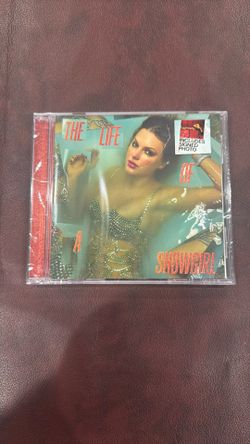 THE LIFE
OF
A
SHOWGIRL
INCLUDES
SIGNED
PHOTO